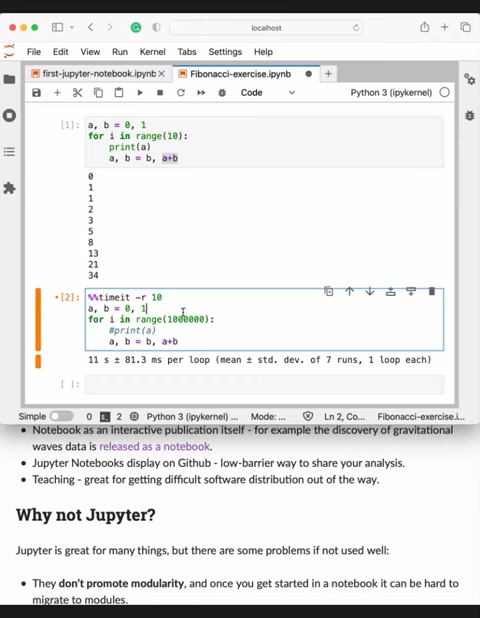 localhost
File Edit View Run Kernel Tabs Settings Help
first-jupyter-notebook.ipynb Fibonacci-exercise.ipynb
Code Python 3 (ipykernel)
[1]: a, b = 0, 1
for i in range(10):
print(a)
a, b = b, a+b
0
1
1
2
3
5
8
13
21
34
[2]: %%timeit -r 10
a, b = 0, 1
for i in range(1000000):
#print(a)
a, b = b, a+b
11 s ± 81.3 ms per loop (mean ± std. dev. of 7 runs, 1 loop each)
[ ]:
Simple 0 2 Python 3 (ipykernel) ... Mode: ... Ln 2, Co... Fibonacci-exercise.i...
• Notebook as an interactive publication itself - for example the discovery of gravitational
waves data is released as a notebook.
• Jupyter Notebooks display on Github - low-barrier way to share your analysis.
• Teaching - great for getting difficult software distribution out of the way.
Why not Jupyter?
Jupyter is great for many things, but there are some problems if not used well:
• They don't promote modularity, and once you get started in a notebook it can be hard to
migrate to modules.